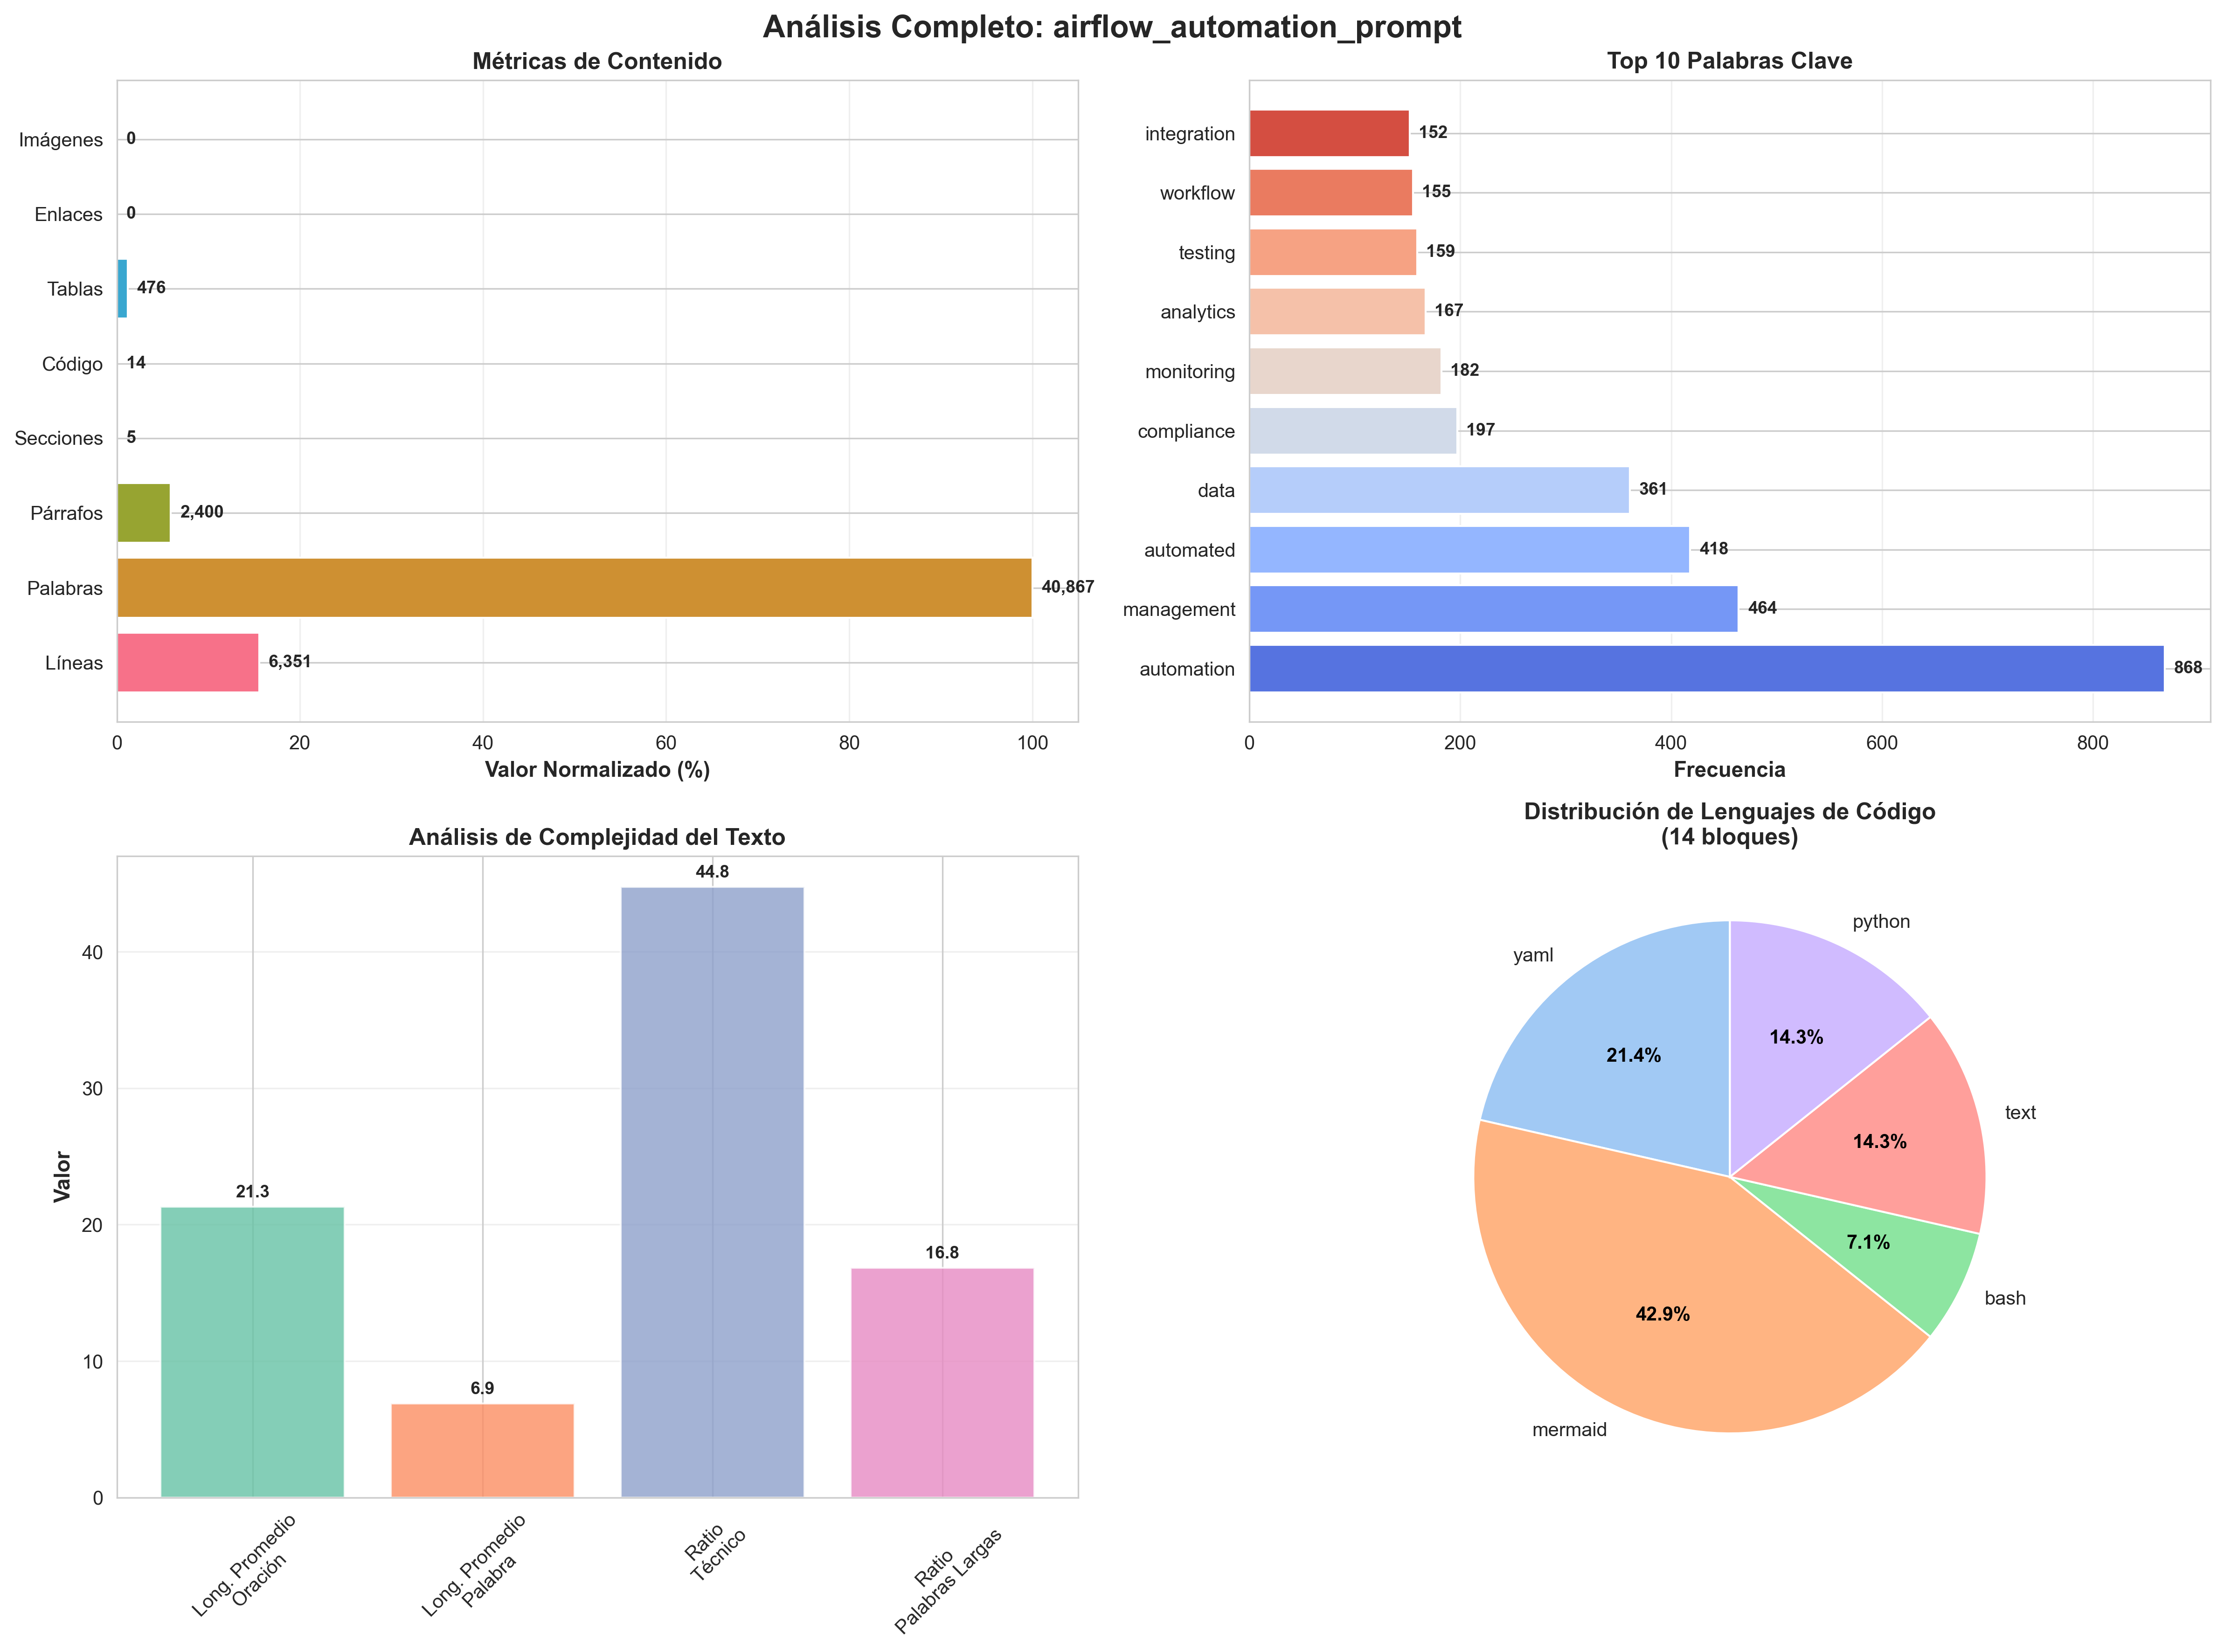 Análisis Completo: airflow_automation_prompt
Métricas de Contenido
Imágenes 0
Enlaces 0
Tablas 476
Código 14
Secciones 5
Párrafos 2,400
Palabras 40,867
Líneas 6,351
0 20 40 60 80 100
Valor Normalizado (%)
Top 10 Palabras Clave
integration 152
workflow 155
testing 159
analytics 167
monitoring 182
compliance 197
data 361
automated 418
management 464
automation 868
0 200 400 600 800
Frecuencia
Análisis de Complejidad del Texto
Valor
40
30
20
10
0
21.3
6.9
44.8
16.8
Long. Promedio
Oración
Long. Promedio
Palabra
Ratio
Técnico
Ratio
Palabras Largas
Distribución de Lenguajes de Código
(14 bloques)
python
14.3%
yaml
21.4%
text
14.3%
bash
7.1%
mermaid
42.9%